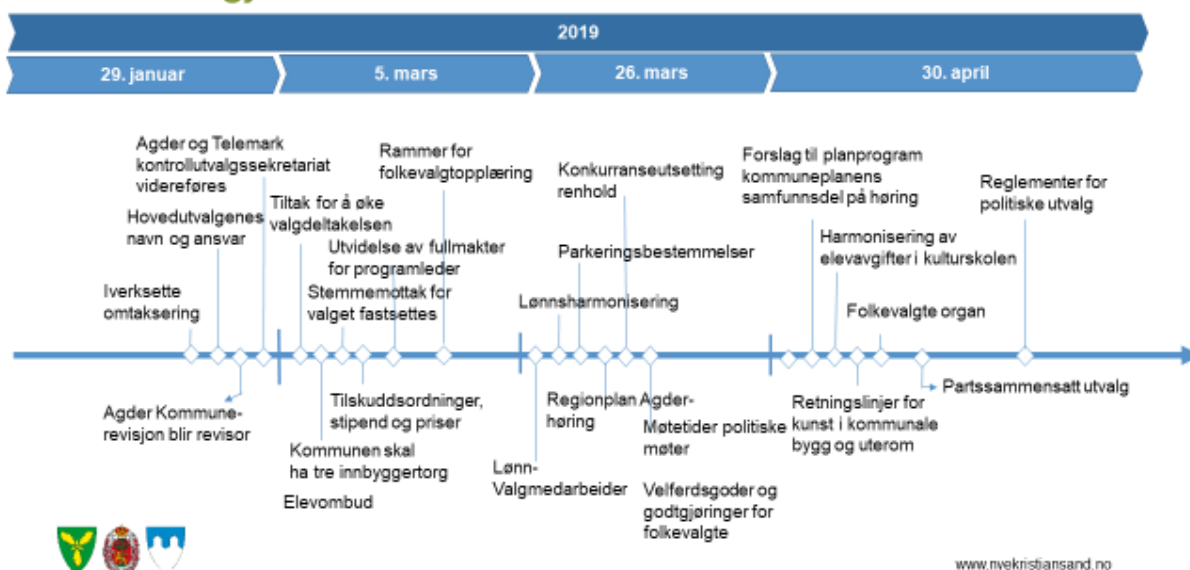 2019
29. januar
5. mars
26. mars
30. april
Agder og Telemark
kontrollutvalgssekretariat
videreføres
Hovedutvalgenes
navn og ansvar
Iverksette
omtaksering
Agder Kommune-
revisjon blir revisor
Tiltak for å øke
valgdeltakelsen
Rammer for
folkevalgtopplæring
Utvidelse av fullmakter
for programleder
Stemmemottak for
valget fastsettes
Tilskuddsordninger,
stipend og priser
Kommunen skal
ha tre innbyggertorg
Elevombud
Konkurranseutsetting
renhold
Parkeringsbestemmelser
Lønnsharmonisering
Regionplan Agder-
høring
Møtetider politiske
møter
Lønn-
Valgmedarbeider
Velferdsgoder og
godtgjøringer for
folkevalgte
Forslag til planprogram
kommuneplanens
samfunnsdel på høring
Reglementer for
politiske utvalg
Harmonisering av
elevavgifter i kulturskolen
Folkevalgte organ
Partssammensatt utvalg
Retningslinjer for
kunst i kommunale
bygg og uterom
www.nyekristiansand.no